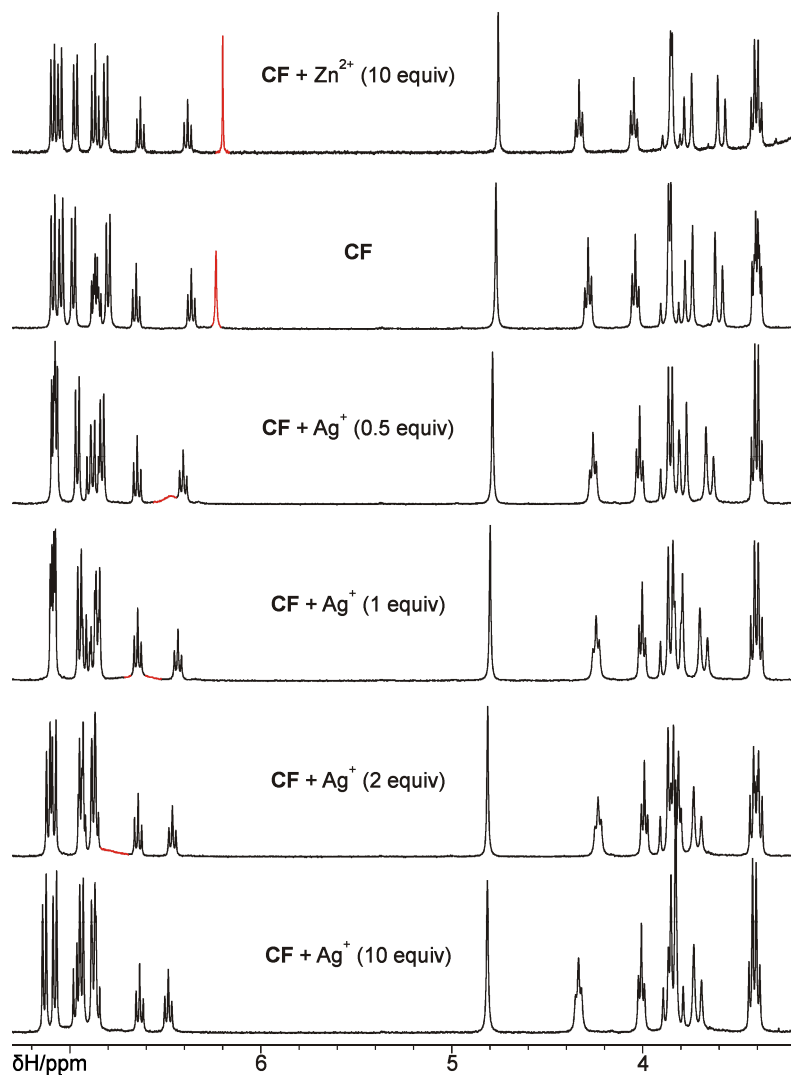 CF + Zn²⁺ (10 equiv)
CF
CF + Ag⁺ (0.5 equiv)
CF + Ag⁺ (1 equiv)
CF + Ag⁺ (2 equiv)
CF + Ag⁺ (10 equiv)
δH/ppm 6 5 4